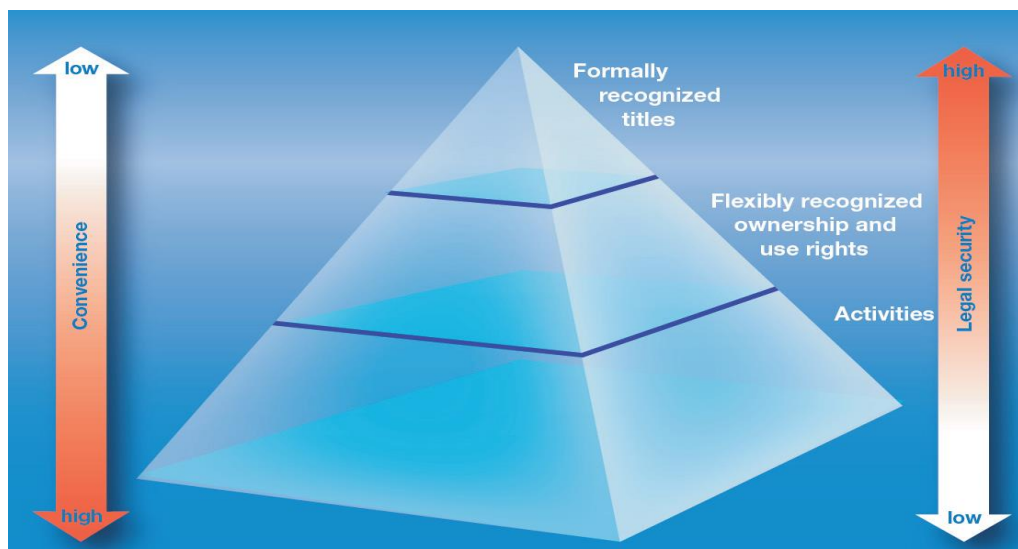 low
high
Formally
recognized
titles
Flexibly recognized
ownership and
use rights
Activities
Convenience
Legal security
high
low